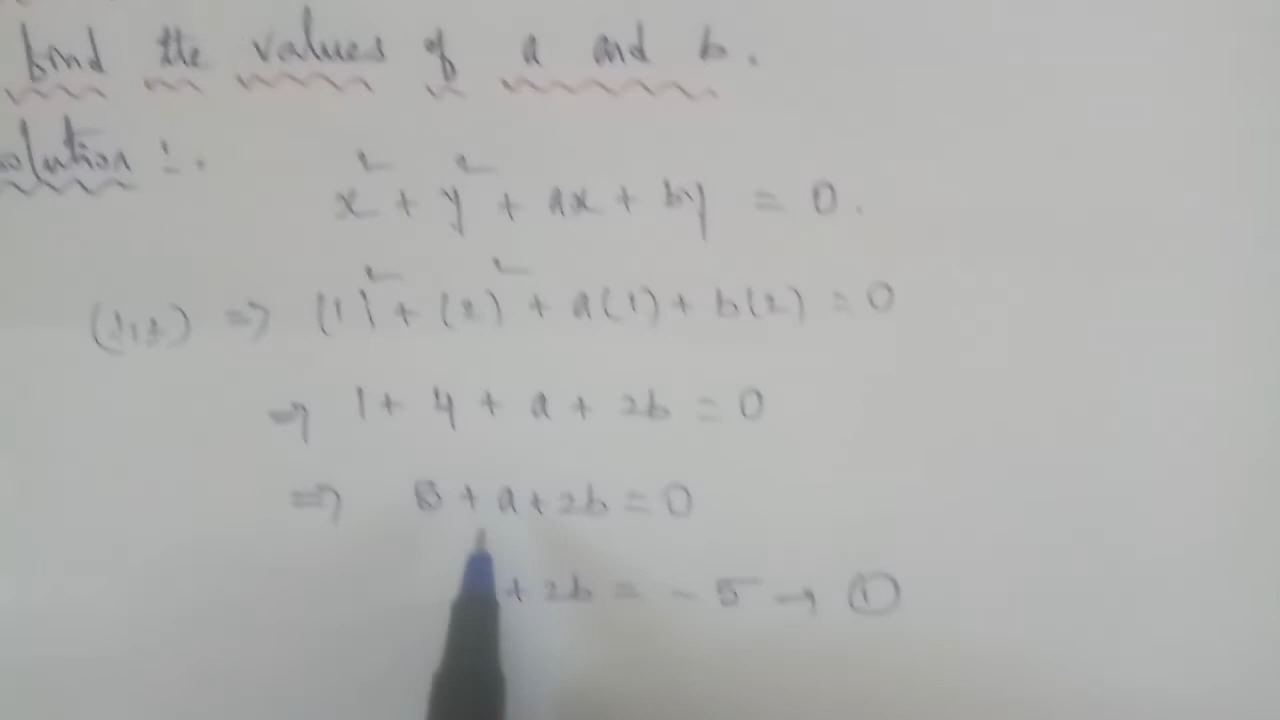 find the values of a and b.
solution :-
x² + y² + ax + by = 0.
(1,2) ⇒ (1)² + (2)² + a(1) + b(2) = 0
⇒ 1 + 4 + a + 2b = 0
⇒ 5 + a + 2b = 0
+ 2b = -5 → ①